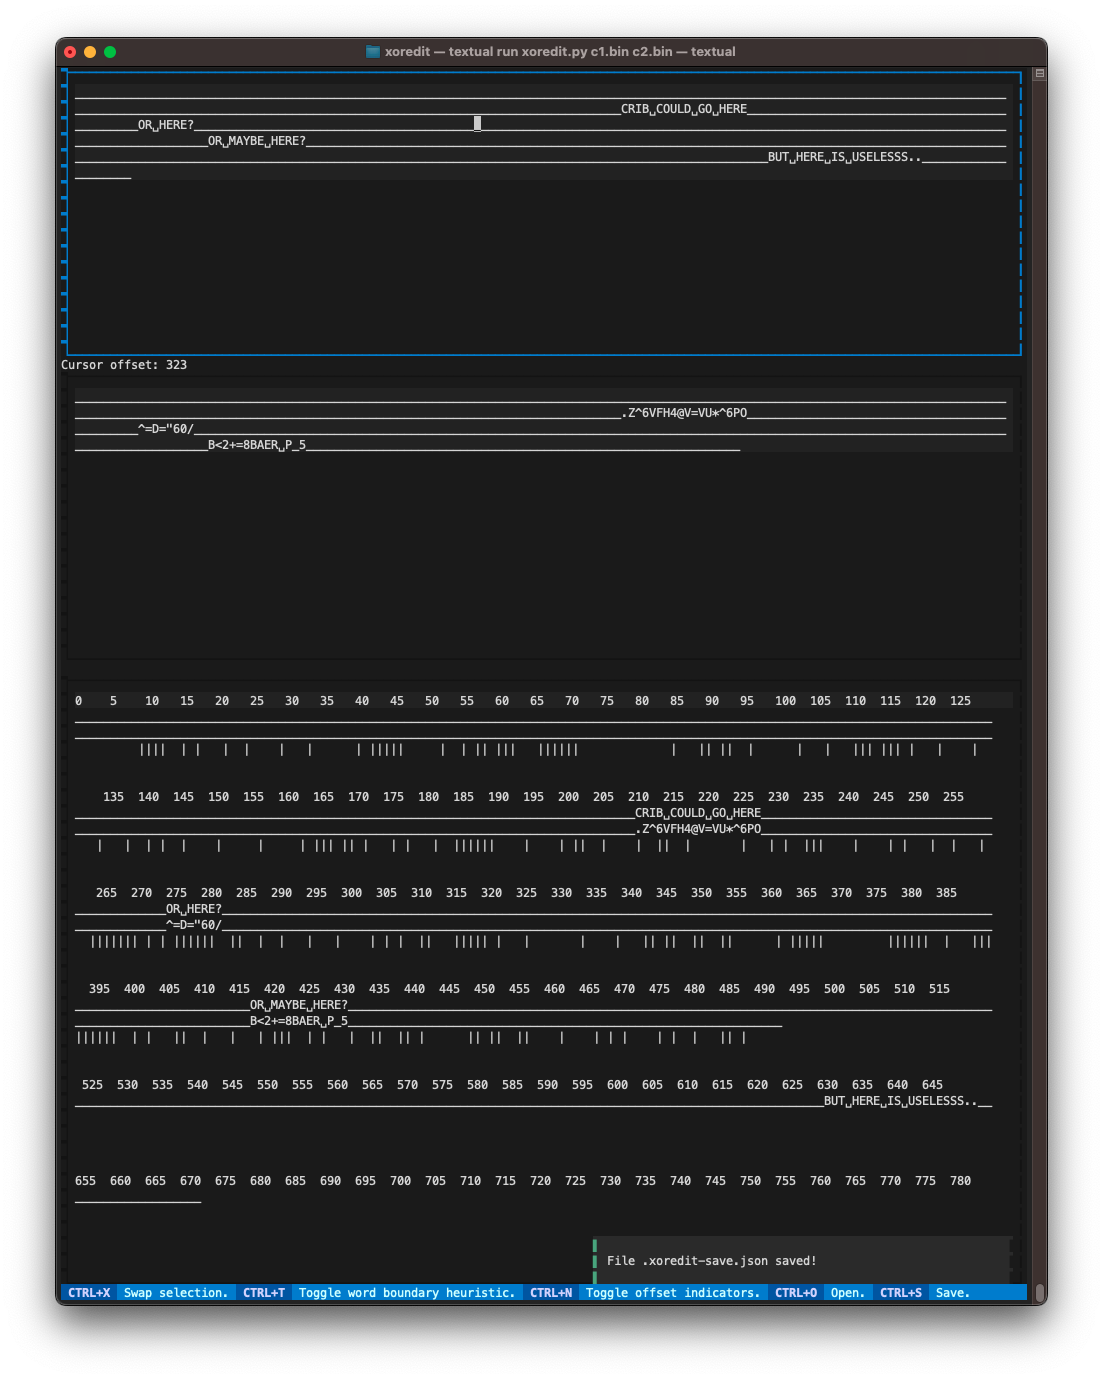 xoredit — textual run xoredit.py c1.bin c2.bin — textual
CRIB␣COULD␣GO␣HERE
OR␣HERE?
OR␣MAYBE␣HERE?
BUT␣HERE␣IS␣USELESSS..
Cursor offset: 323
.Z^6VFH4@V=VU*^6PO
^=D="60/
B<2+=8BAER␣P_5
0 5 10 15 20 25 30 35 40 45 50 55 60 65 70 75 80 85 90 95 100 105 110 115 120 125
135 140 145 150 155 160 165 170 175 180 185 190 195 200 205 210 215 220 225 230 235 240 245 250 255
CRIB␣COULD␣GO␣HERE
.Z^6VFH4@V=VU*^6PO
265 270 275 280 285 290 295 300 305 310 315 320 325 330 335 340 345 350 355 360 365 370 375 380 385
OR␣HERE?
^=D="60/
395 400 405 410 415 420 425 430 435 440 445 450 455 460 465 470 475 480 485 490 495 500 505 510 515
OR␣MAYBE␣HERE?
B<2+=8BAER␣P_5
525 530 535 540 545 550 555 560 565 570 575 580 585 590 595 600 605 610 615 620 625 630 635 640 645
BUT␣HERE␣IS␣USELESSS..
655 660 665 670 675 680 685 690 695 700 705 710 715 720 725 730 735 740 745 750 755 760 765 770 775 780
File .xoredit-save.json saved!
CTRL+X Swap selection. CTRL+T Toggle word boundary heuristic. CTRL+N Toggle offset indicators. CTRL+O Open. CTRL+S Save.